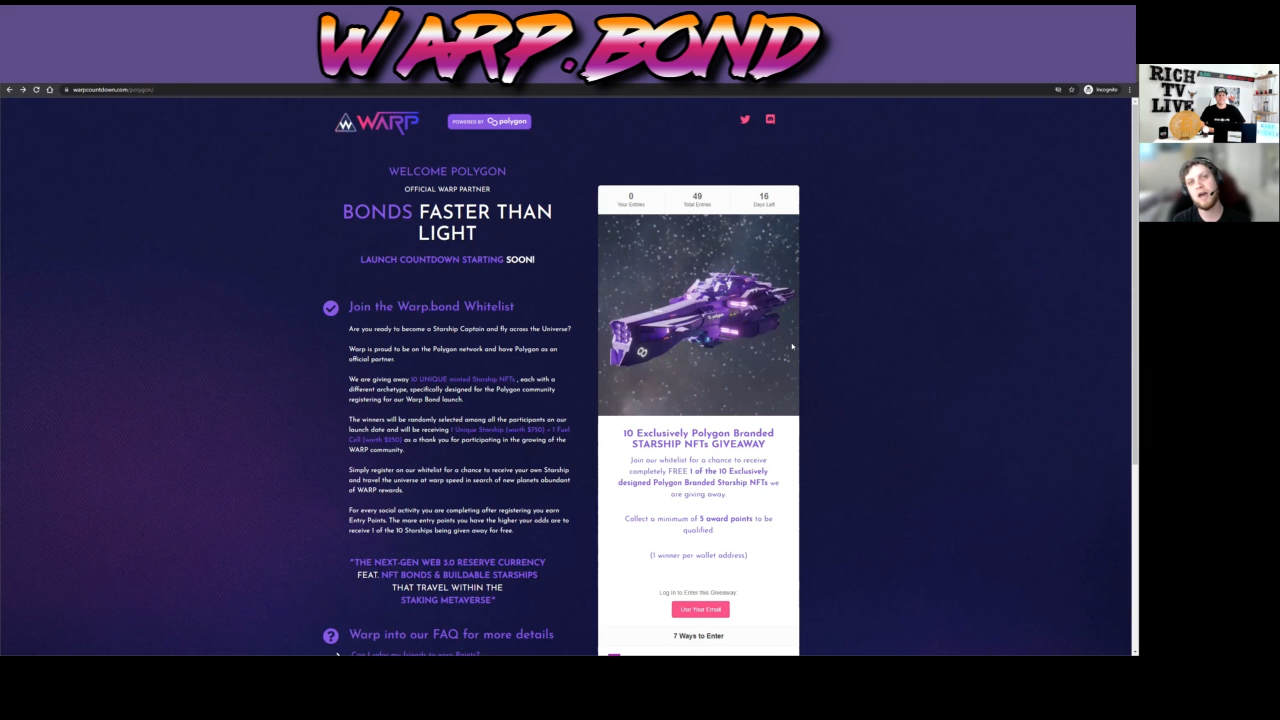 WARP.BOND
warpcountdown.com/polygon/
Incognito
RICH
TV
LIVE
WARP
POWERED BY polygon
WELCOME POLYGON
OFFICIAL WARP PARTNER
BONDS FASTER THAN
LIGHT
LAUNCH COUNTDOWN STARTING SOON!
Join the Warp.bond Whitelist
Are you ready to become a Starship Captain and fly across the Universe?
Warp is proud to be on the Polygon network and have Polygon as an
official partner.
We are giving away 10 UNIQUE minted Starship NFTs , each with a
different archetype, specifically designed for the Polygon community
registering for our Warp Bond launch.
The winners will be randomly selected among all the participants on our
launch date and will be receiving 1 Unique Starship (worth $750) + 1 Fuel
Cell (worth $250) as a thank you for participating in the growing of the
WARP community.
Simply register on our whitelist for a chance to receive your own Starship
and travel the universe at warp speed in search of new planets abundant
of WARP rewards.
For every social activity you are completing after registering you earn
Entry Points. The more entry points you have the higher your odds are to
receive 1 of the 10 Starships being given away for free.
"THE NEXT-GEN WEB 3.0 RESERVE CURRENCY
FEAT. NFT BONDS & BUILDABLE STARSHIPS
THAT TRAVEL WITHIN THE
STAKING METAVERSE"
Warp into our FAQ for more details
Can I refer my friends to earn Points?
0 49 16
Your Entries Total Entries Days Left
10 Exclusively Polygon Branded
STARSHIP NFTs GIVEAWAY
Join our whitelist for a chance to receive
completely FREE 1 of the 10 Exclusively
designed Polygon Branded Starship NFTs we
are giving away.
Collect a minimum of 5 award points to be
qualified.
(1 winner per wallet address)
Log In to Enter this Giveaway:
Use Your Email
7 Ways to Enter